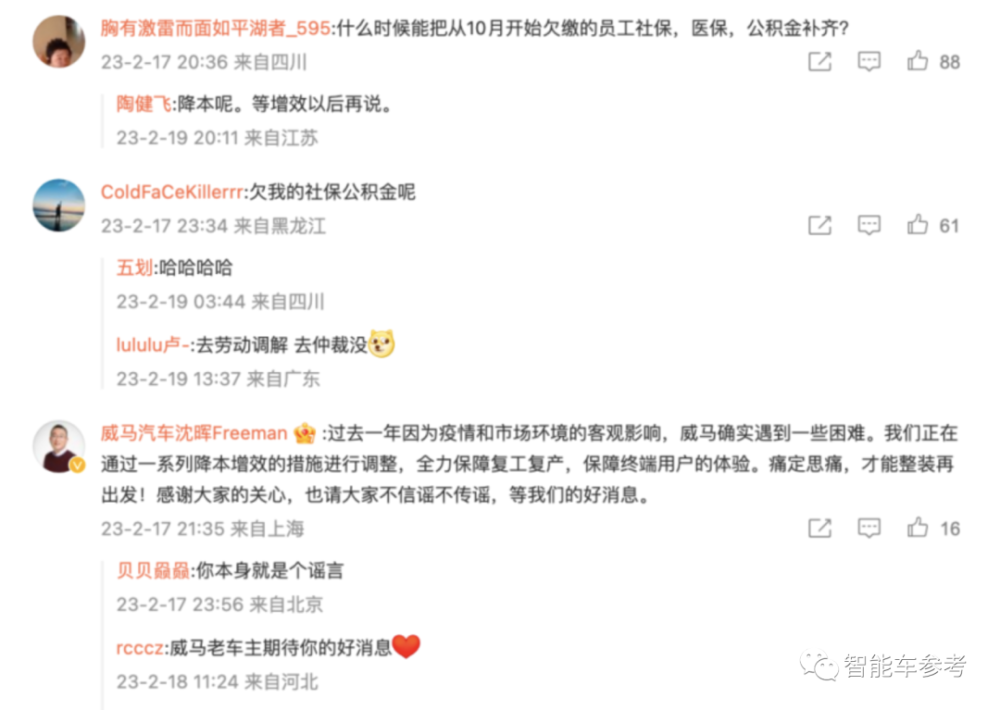 胸有激雷而面如平湖者_595:什么时候能把从10月开始欠缴的员工社保，医保，公积金补齐？
23-2-17 20:36 来自四川
88
陶健飞:降本呢。等增效以后再说。
23-2-19 20:11 来自江苏
ColdFaCeKillerrr:欠我的社保公积金呢
23-2-17 23:34 来自黑龙江
61
五划:哈哈哈哈
23-2-19 03:44 来自四川
lululu卢-:去劳动调解 去仲裁没
23-2-19 13:37 来自广东
威马汽车沈晖Freeman :过去一年因为疫情和市场环境的客观影响，威马确实遇到一些困难。我们正在
通过一系列降本增效的措施进行调整，全力保障复工复产，保障终端用户的体验。痛定思痛，才能整装再
出发！感谢大家的关心，也请大家不信谣不传谣，等我们的好消息。
23-2-17 21:35 来自上海
16
贝贝赑赑:你本身就是个谣言
23-2-17 23:56 来自北京
rcccz:威马老车主期待你的好消息
23-2-18 11:24 来自河北
智能车参考